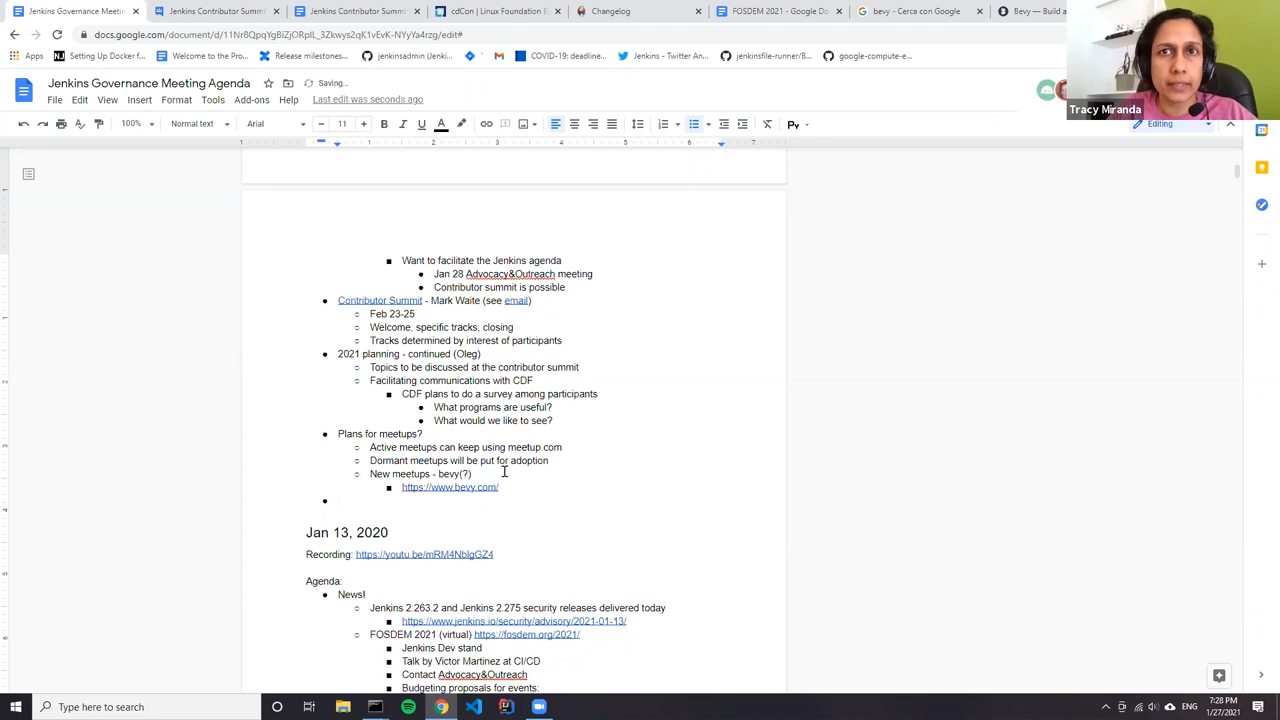 Jenkins Governance Meetin
Jenkins Contributor Summit
Jenkins Contributor Summi
cdCon | Linux Foundation E
Changelog
FOSDEM 2021 - Google Do
bevy - Cerca con Google
Bevy — Build a
docs.google.com/document/d/11Nr8QpqYgBiZjORpIL_3Zkwys2qK1vEvK-NYyYa4rzg/edit#
Apps
Setting Up Docker f...
Welcome to the Pro...
Release milestones...
jenkinsadmin (Jenki...
COVID-19: deadline...
Jenkins - Twitter An...
jenkinsfile-runner/B...
google-compute-e...
Tracy Miranda
Jenkins Governance Meeting Agenda
Saving...
File Edit View Insert Format Tools Add-ons Help Last edit was seconds ago
100% Normal text Arial 11 Editing
Want to facilitate the Jenkins agenda
Jan 28 Advocacy&Outreach meeting
Contributor summit is possible
Contributor Summit - Mark Waite (see email)
Feb 23-25
Welcome, specific tracks, closing
Tracks determined by interest of participants
2021 planning - continued (Oleg)
Topics to be discussed at the contributor summit
Facilitating communications with CDF
CDF plans to do a survey among participants
What programs are useful?
What would we like to see?
Plans for meetups?
Active meetups can keep using meetup.com
Dormant meetups will be put for adoption
New meetups - bevy(?)
https://www.bevy.com/
Jan 13, 2020
Recording: https://youtu.be/mRM4NblgGZ4
Agenda:
News!
Jenkins 2.263.2 and Jenkins 2.275 security releases delivered today
https://www.jenkins.io/security/advisory/2021-01-13/
FOSDEM 2021 (virtual) https://fosdem.org/2021/
Jenkins Dev stand
Talk by Victor Martinez at CI/CD
Contact Advocacy&Outreach
Budgeting proposals for events:
Type here to search
ENG
7:28 PM
1/27/2021